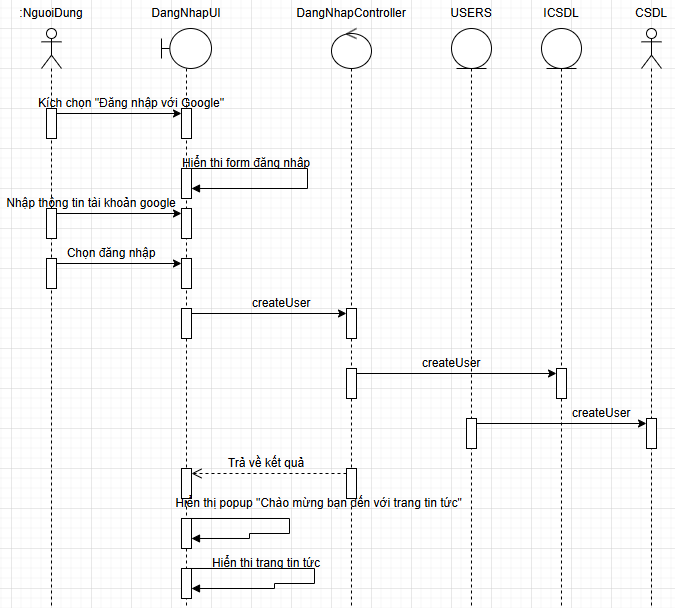 :NguoiDung
DangNhapUI
DangNhapController
USERS
ICSDL
CSDL
Kích chọn "Đăng nhập với Google"
Hiển thi form đăng nhập
Nhập thông tin tài khoản google
Chọn đăng nhập
createUser
createUser
createUser
Trả về kết quả
Hiển thị popup "Chào mừng bạn đến với trang tin tức"
Hiển thi trang tin tức